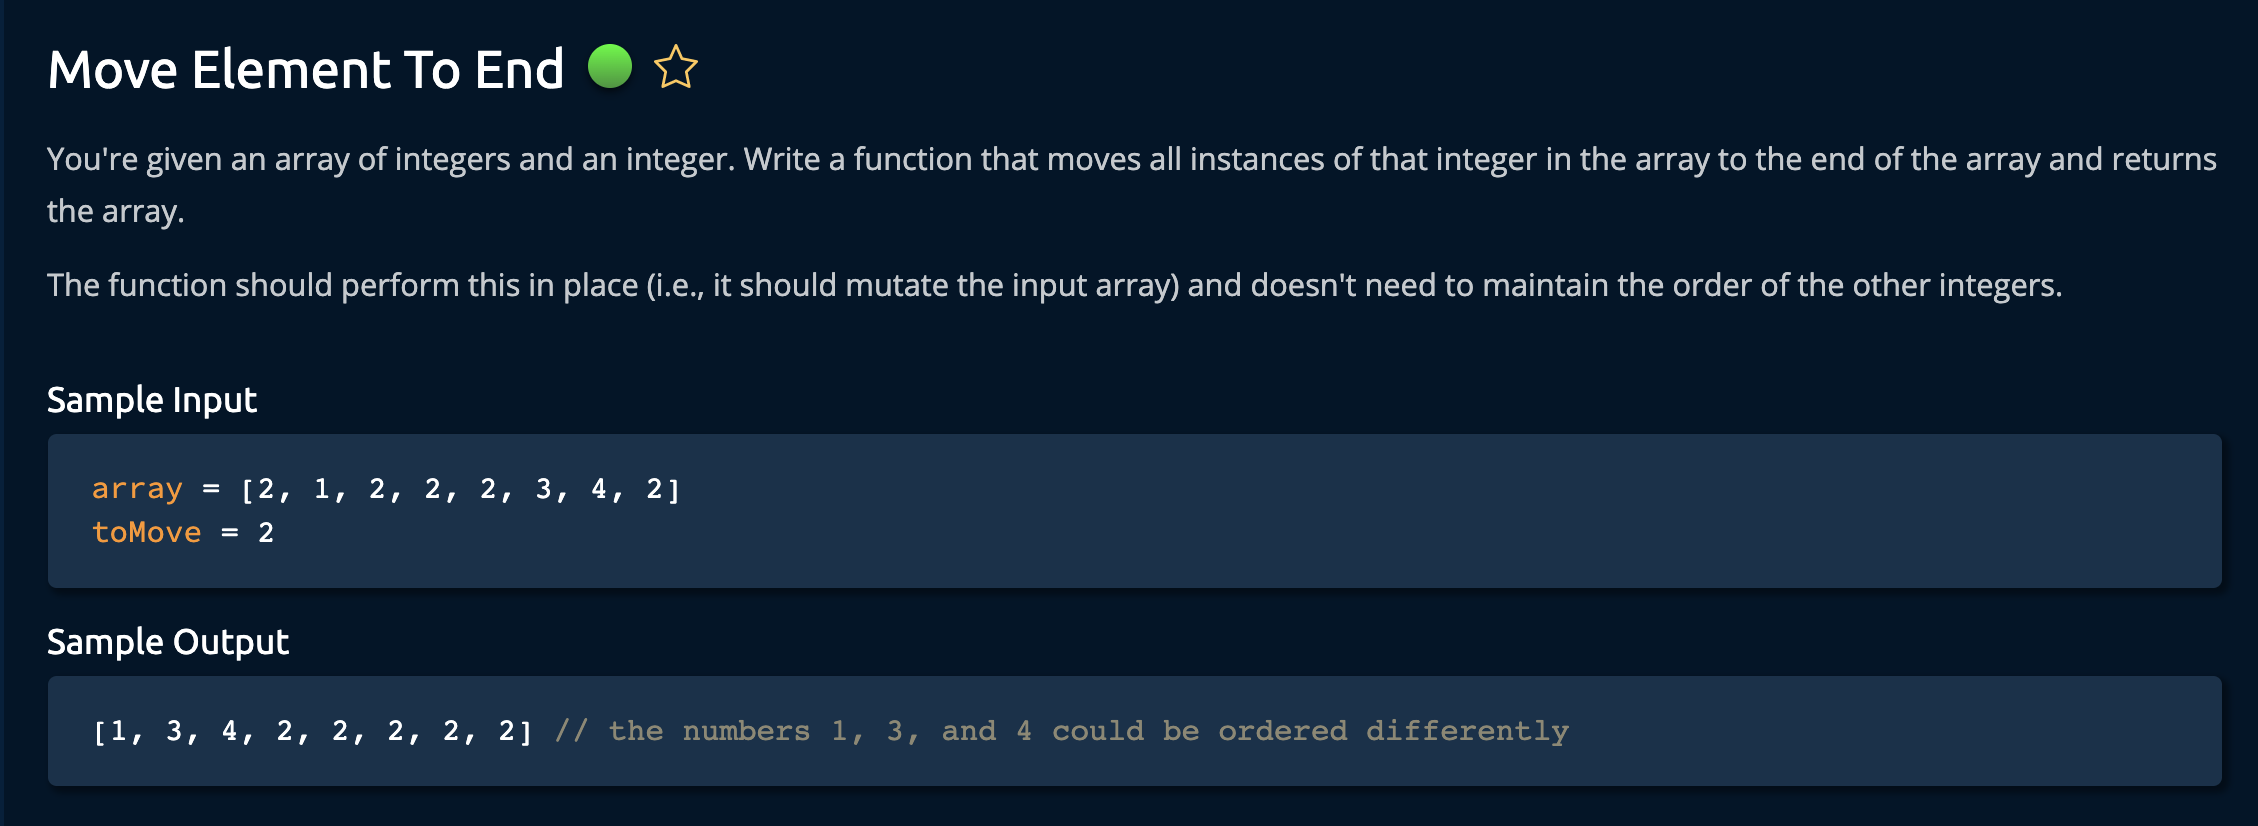 Move Element To End
You're given an array of integers and an integer. Write a function that moves all instances of that integer in the array to the end of the array and returns
the array.
The function should perform this in place (i.e., it should mutate the input array) and doesn't need to maintain the order of the other integers.
Sample Input
array = [2, 1, 2, 2, 2, 3, 4, 2]
toMove = 2
Sample Output
[1, 3, 4, 2, 2, 2, 2, 2] // the numbers 1, 3, and 4 could be ordered differently